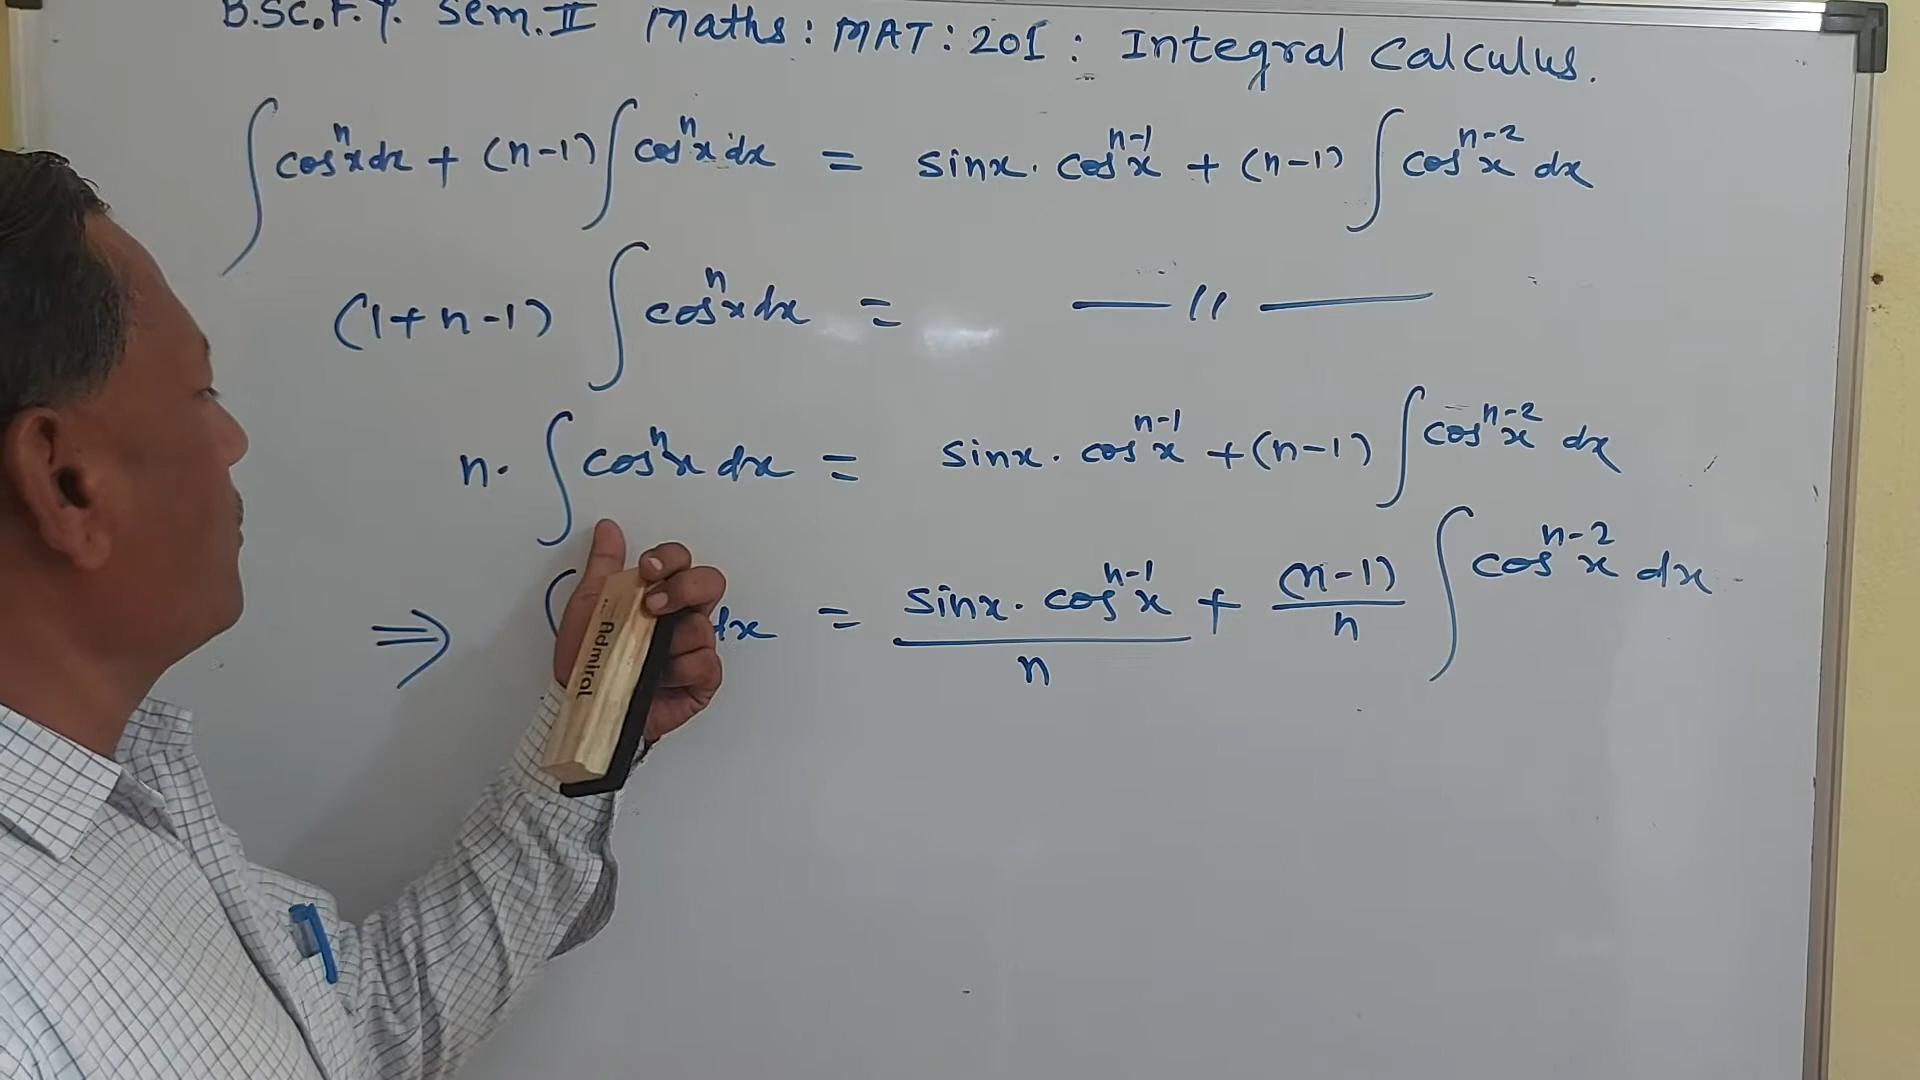 B.Sc.F.Y. Sem.II Maths : MAT : 201 : Integral Calculus.
∫cosⁿx dx + (n-1) ∫cosⁿx dx = sinx. cosⁿ⁻¹x + (n-1) ∫cosⁿ⁻²x dx
(1+n-1) ∫cosⁿx dx = —— 〃 ——
n. ∫cosⁿx dx = sinx. cosⁿ⁻¹x + (n-1) ∫cosⁿ⁻²x dx
⇒ ∫ dx = sinx. cosⁿ⁻¹x / n + (n-1)/n ∫cosⁿ⁻²x dx
Admiral